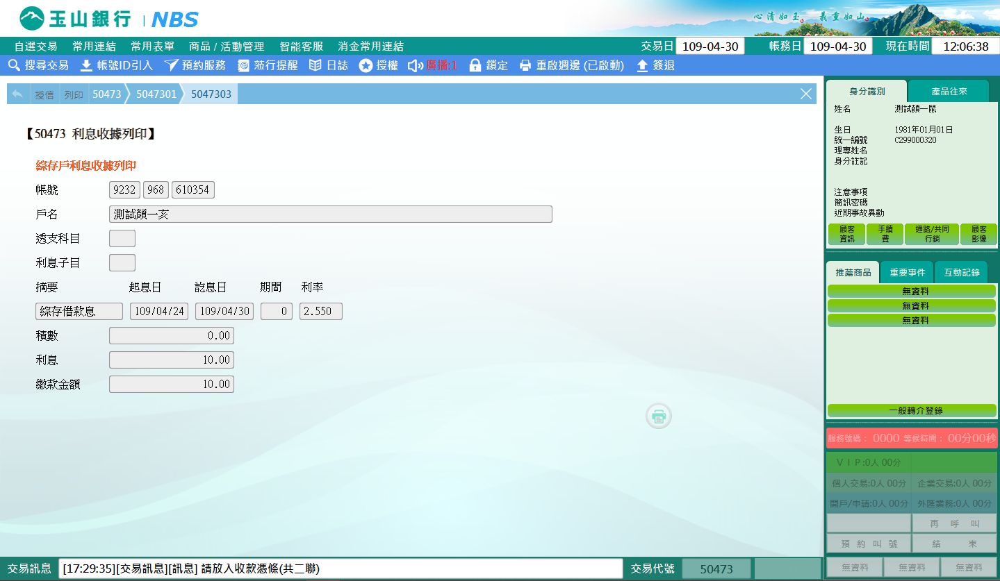 玉山銀行 | NBS
心清如玉。 義重如山。
自選交易 常用連結 常用表單 商品 / 活動管理 智能客服 消金常用連結 交易日 109-04-30 帳務日 109-04-30 現在時間 12:06:38
搜尋交易 帳號ID引入 預約服務 蒞行提醒 日誌 授權 廣播:1 鎖定 重啟週邊 (已啟動) 簽退
授信 列印 50473 5047301 5047303
【50473 利息收據列印】
綜存戶利息收據列印
帳號 9232 968 610354
戶名 測試顏一亥
透支科目
利息子目
摘要 起息日 訖息日 期間 利率
綜存借款息 109/04/24 109/04/30 0 2.550
積數 0.00
利息 10.00
繳款金額 10.00
身分識別 產品往來
姓名 測試顏一鼠
生日 1981年01月01日
統一編號 C299000320
理專姓名
身分註記
注意事項
簡訊密碼
近期事故異動
顧客資訊 手續費 通路/共同行銷 顧客影像
推薦商品 重要事件 互動記錄
無資料
無資料
無資料
一般轉介登錄
服務號碼： 0000 等候時間： 00分00秒
V I P:0人 00分
個人交易:0人 00分 企業交易:0人 00分
開戶/申請:0人 00分 外匯業務:0人 00分
再 呼 叫
預 約 叫 號 結 束
無資料 無資料 無資料
交易訊息 [17:29:35][交易訊息][訊息] 請放入收款憑條(共二聯) 交易代號 50473